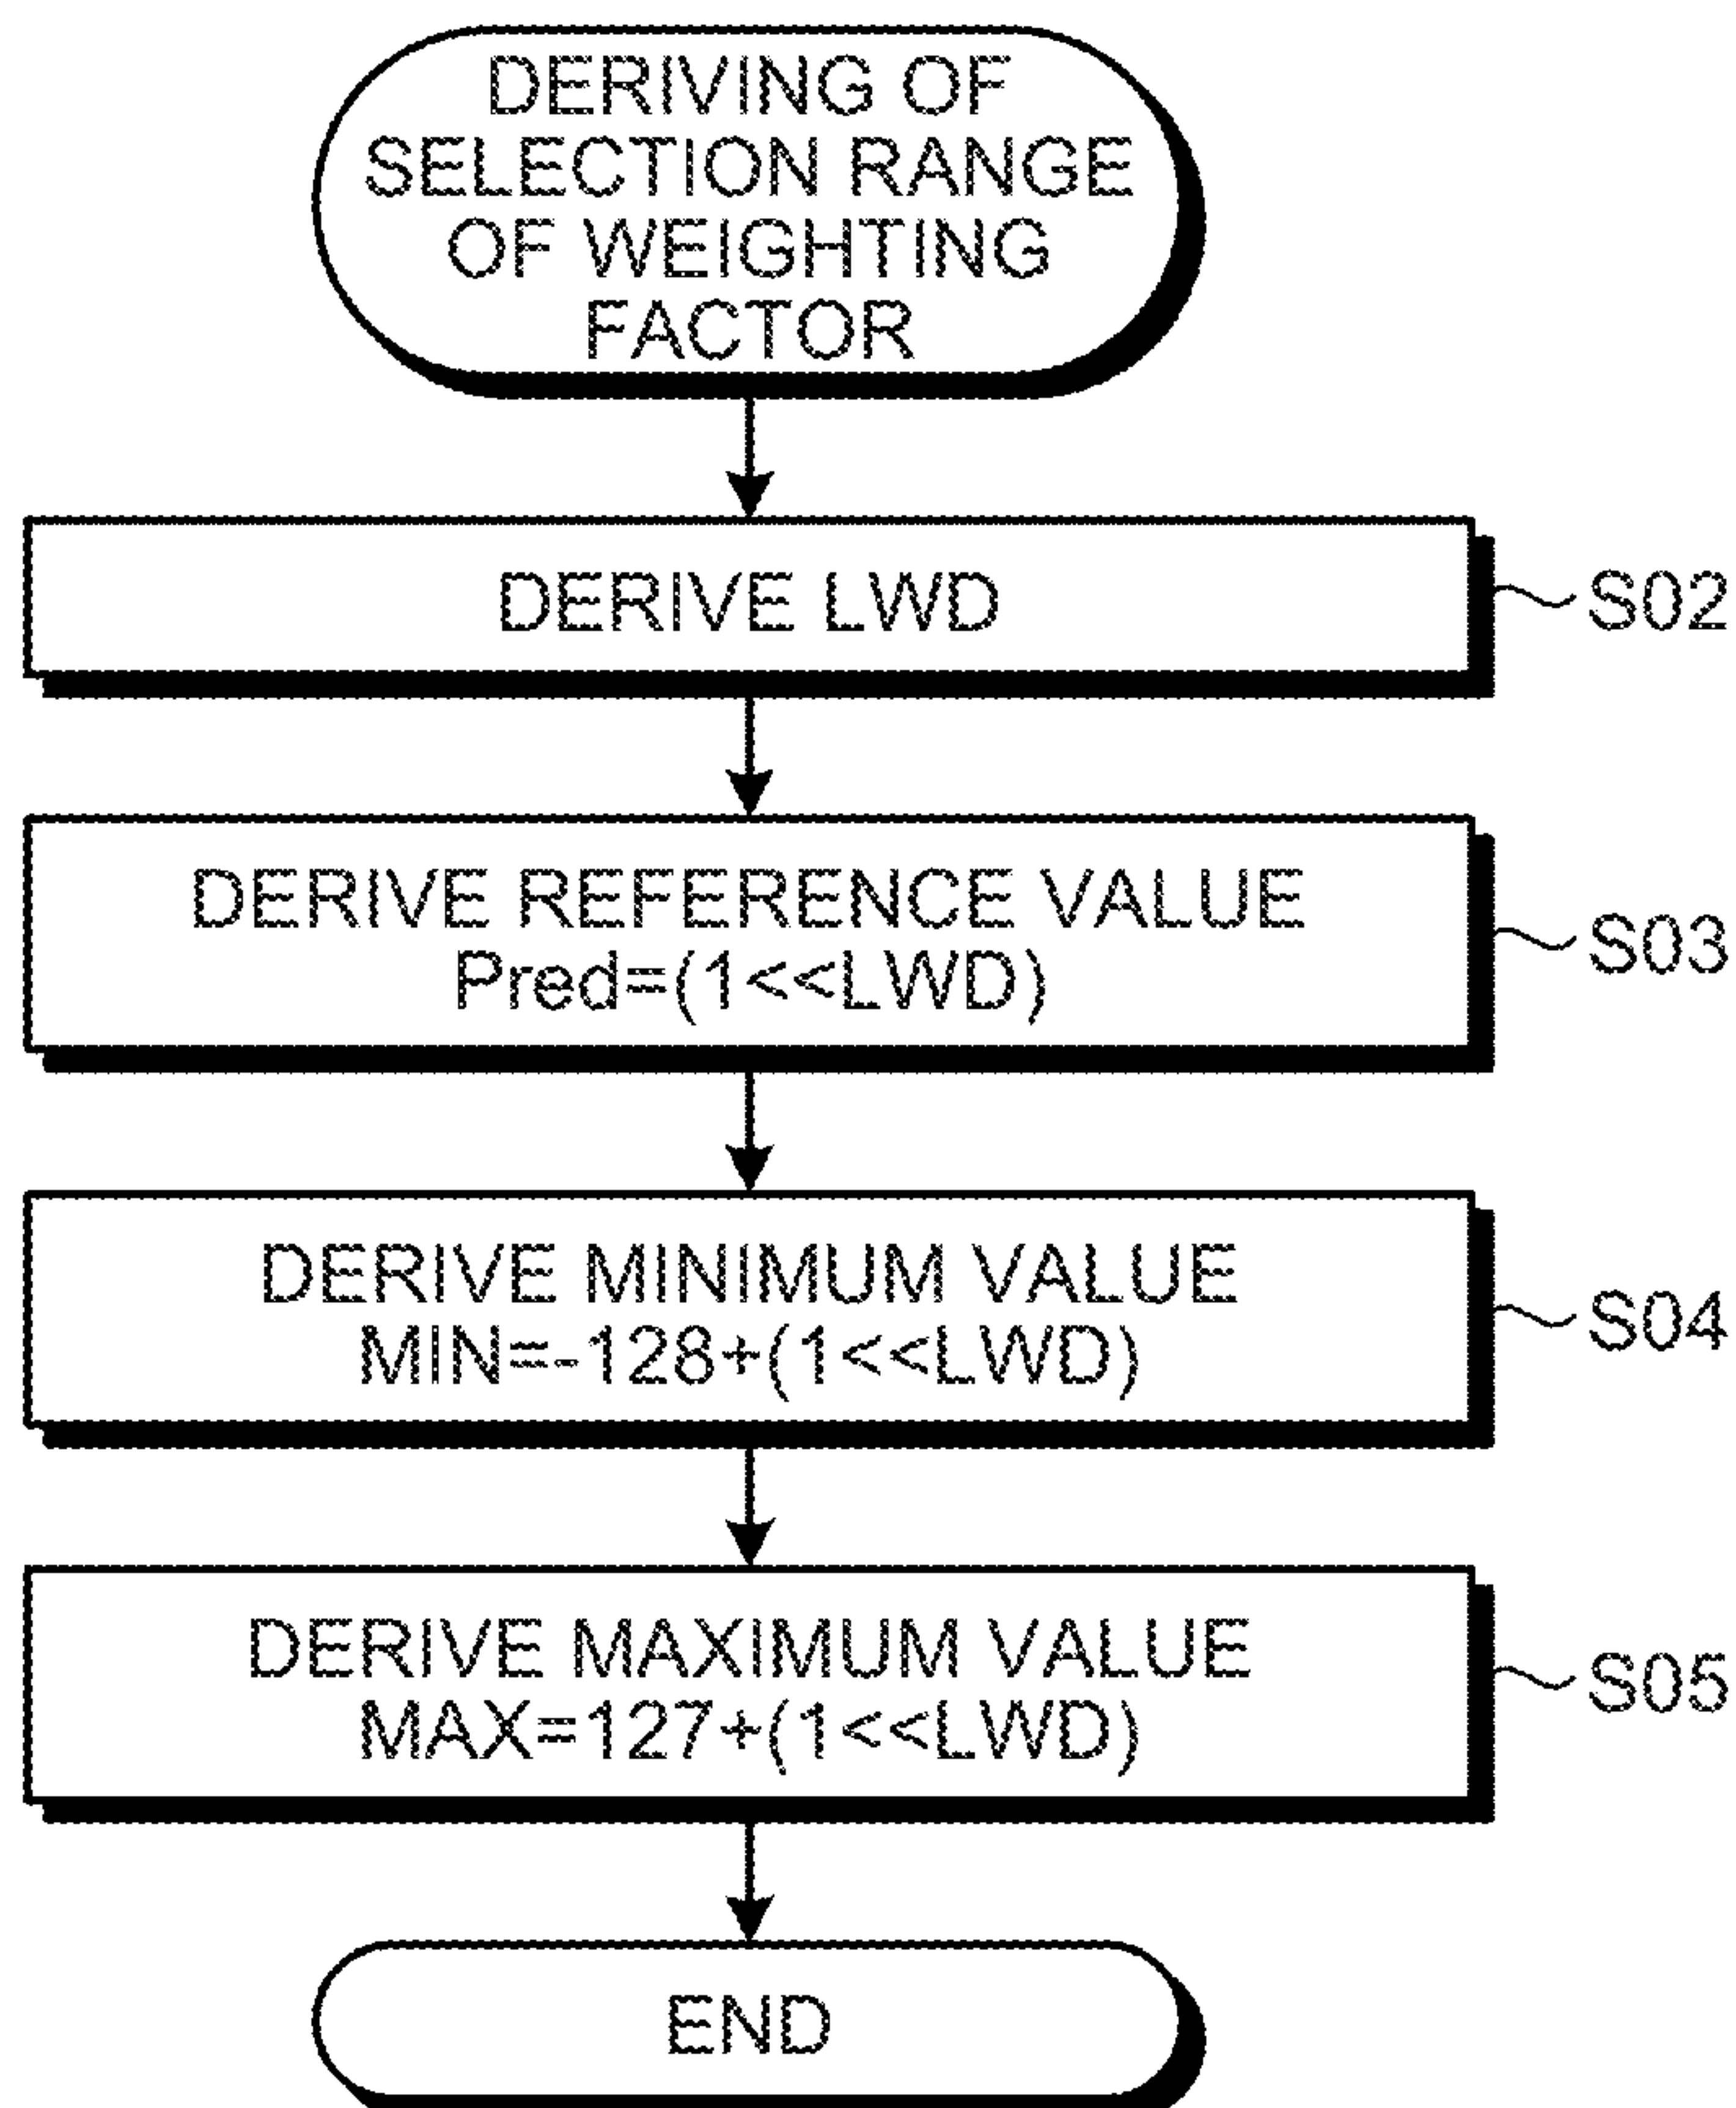 DERIVING OF
SELECTION RANGE
OF WEIGHTING
FACTOR
DERIVE LWD
S02
DERIVE REFERENCE VALUE
Pred=(1<<LWD)
S03
DERIVE MINIMUM VALUE
MIN=-128+(1<<LWD)
S04
DERIVE MAXIMUM VALUE
MAX=127+(1<<LWD)
S05
END